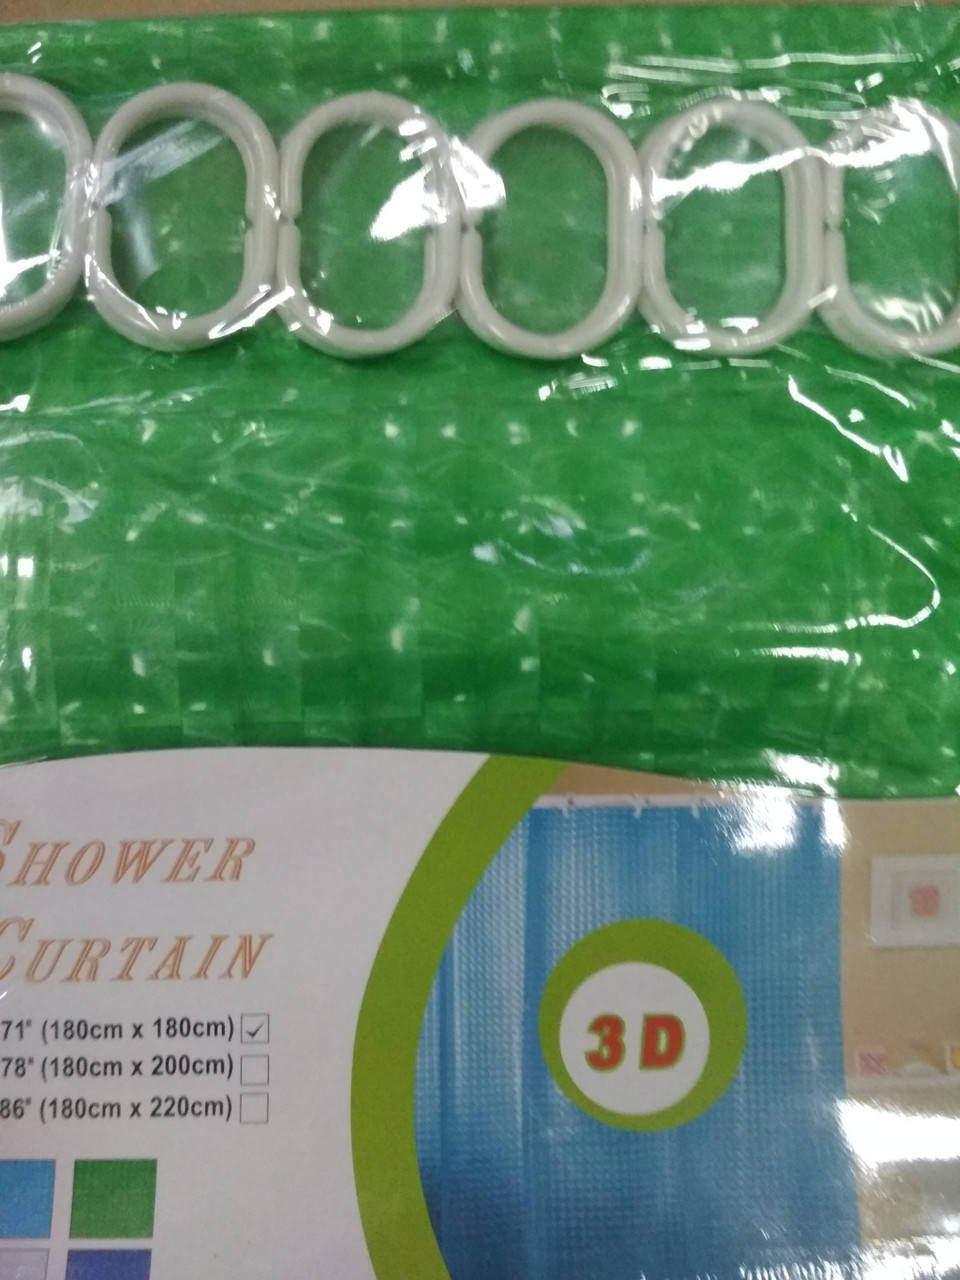 SHOWER
CURTAIN
71" (180cm x 180cm)
78" (180cm x 200cm)
86" (180cm x 220cm)
3D